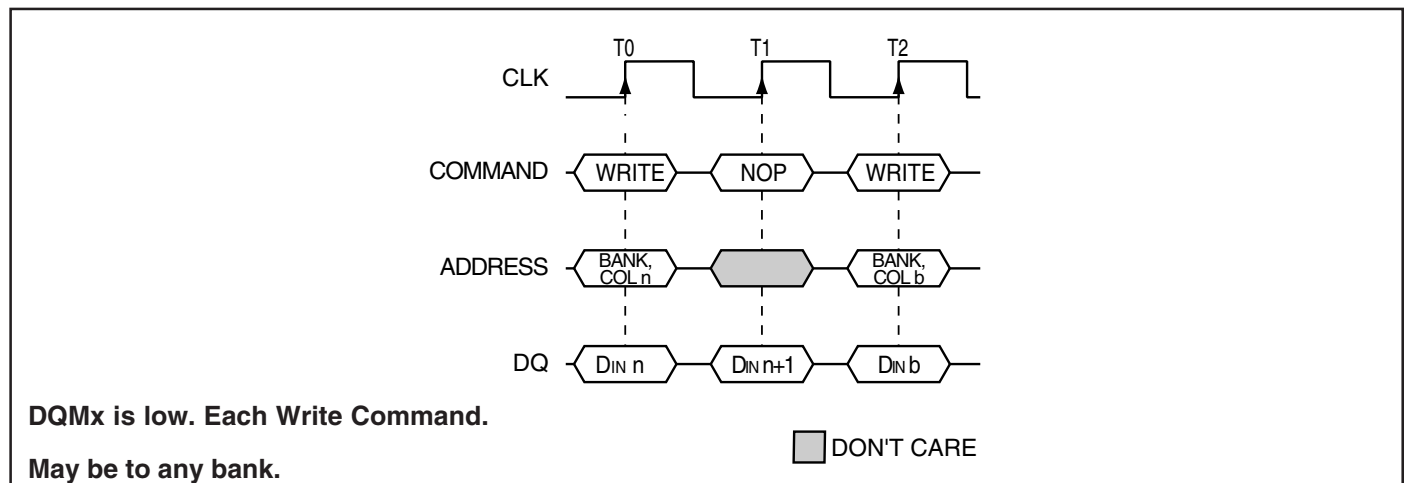 T0 T1 T2
CLK
COMMAND WRITE NOP WRITE
ADDRESS BANK, COL n BANK, COL b
DQ DIN n DIN n+1 DIN b
DQMx is low. Each Write Command.
DON'T CARE
May be to any bank.